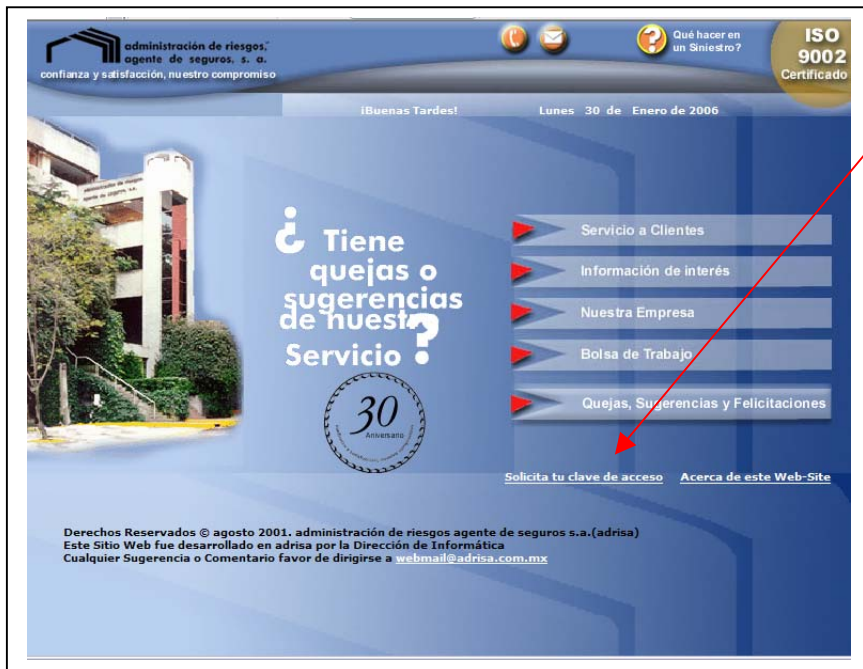 administración de riesgos,
agente de seguros, s. a.
confianza y satisfacción, nuestro compromiso
Qué hacer en
un Siniestro?
ISO
9002
Certificado
¡Buenas Tardes!
Lunes 30 de Enero de 2006
¿ Tiene
quejas o
sugerencias
de nuestro
Servicio ?
30
Aniversario
Servicio a Clientes
Información de interés
Nuestra Empresa
Bolsa de Trabajo
Quejas, Sugerencias y Felicitaciones
Solicita tu clave de acceso Acerca de este Web-Site
Derechos Reservados © agosto 2001. administración de riesgos agente de seguros s.a.(adrisa)
Este Sitio Web fue desarrollado en adrisa por la Dirección de Informática
Cualquier Sugerencia o Comentario favor de dirigirse a webmail@adrisa.com.mx